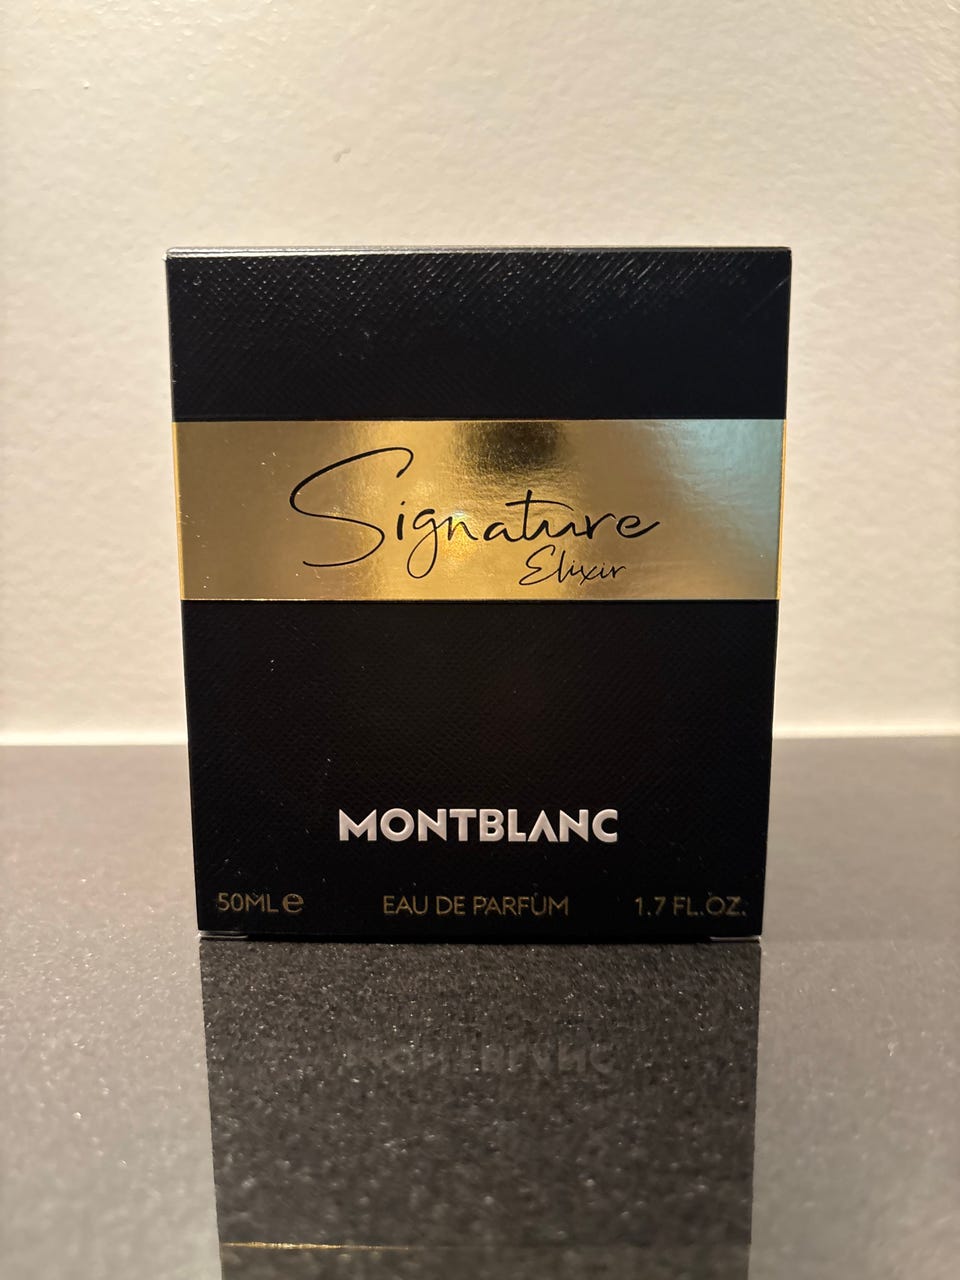 Signature
Elixir
MONTBLANC
50ML ℮ EAU DE PARFUM 1.7 FL.OZ.